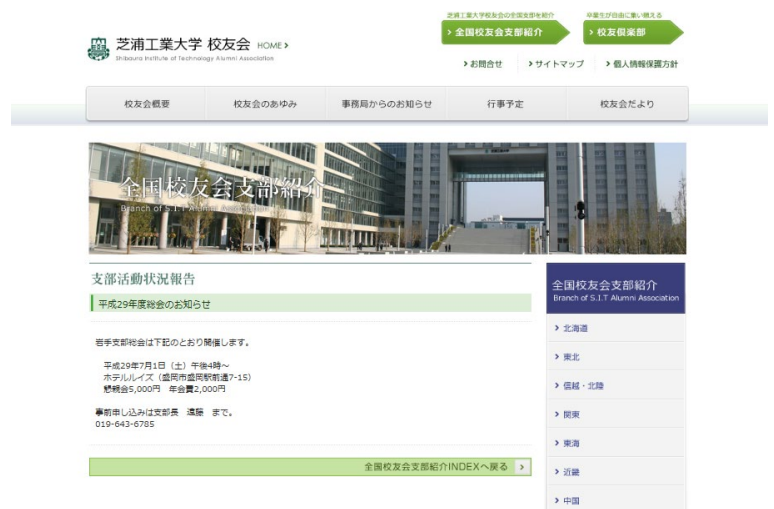 芝浦工業大学校友会の全国支部を紹介
卒業生が自由に集い憩える
全国校友会支部紹介
校友倶楽部
芝浦工業大学 校友会 HOME
Shibaura Institute of Technology Alumni Association
お問合せ
サイトマップ
個人情報保護方針
校友会概要
校友会のあゆみ
事務局からのお知らせ
行事予定
校友会だより
全国校友会支部紹介
Branch of S.I.T Alumni Association
支部活動状況報告
平成29年度総会のお知らせ
岩手支部総会は下記のとおり開催します。
平成29年7月1日（土）午後4時～
ホテルルイズ（盛岡市盛岡駅前通7-15）
懇親会5,000円　年会費2,000円
事前申し込みは支部長　遠藤　まで。
019-643-6785
全国校友会支部紹介INDEXへ戻る
全国校友会支部紹介
Branch of S.I.T Alumni Association
北海道
東北
信越・北陸
関東
東海
近畿
中国